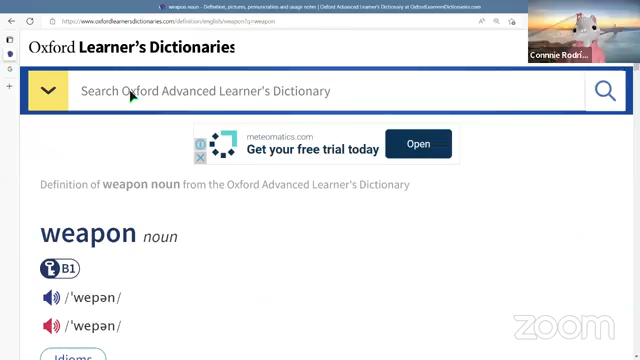 weapon noun - Definition, pictures, pronunciation and usage notes | Oxford Advanced Learner's Dictionary at OxfordLearnersDictionaries.com
https://www.oxfordlearnersdictionaries.com/definition/english/weapon?q=weapon
Oxford Learner's Dictionaries
Connnie Rodrí...
Search Oxford Advanced Learner's Dictionary
meteomatics.com
Get your free trial today
Open
Definition of weapon noun from the Oxford Advanced Learner's Dictionary
weapon noun
B1
/ˈwepən/
/ˈwepən/
Idioms
zoom